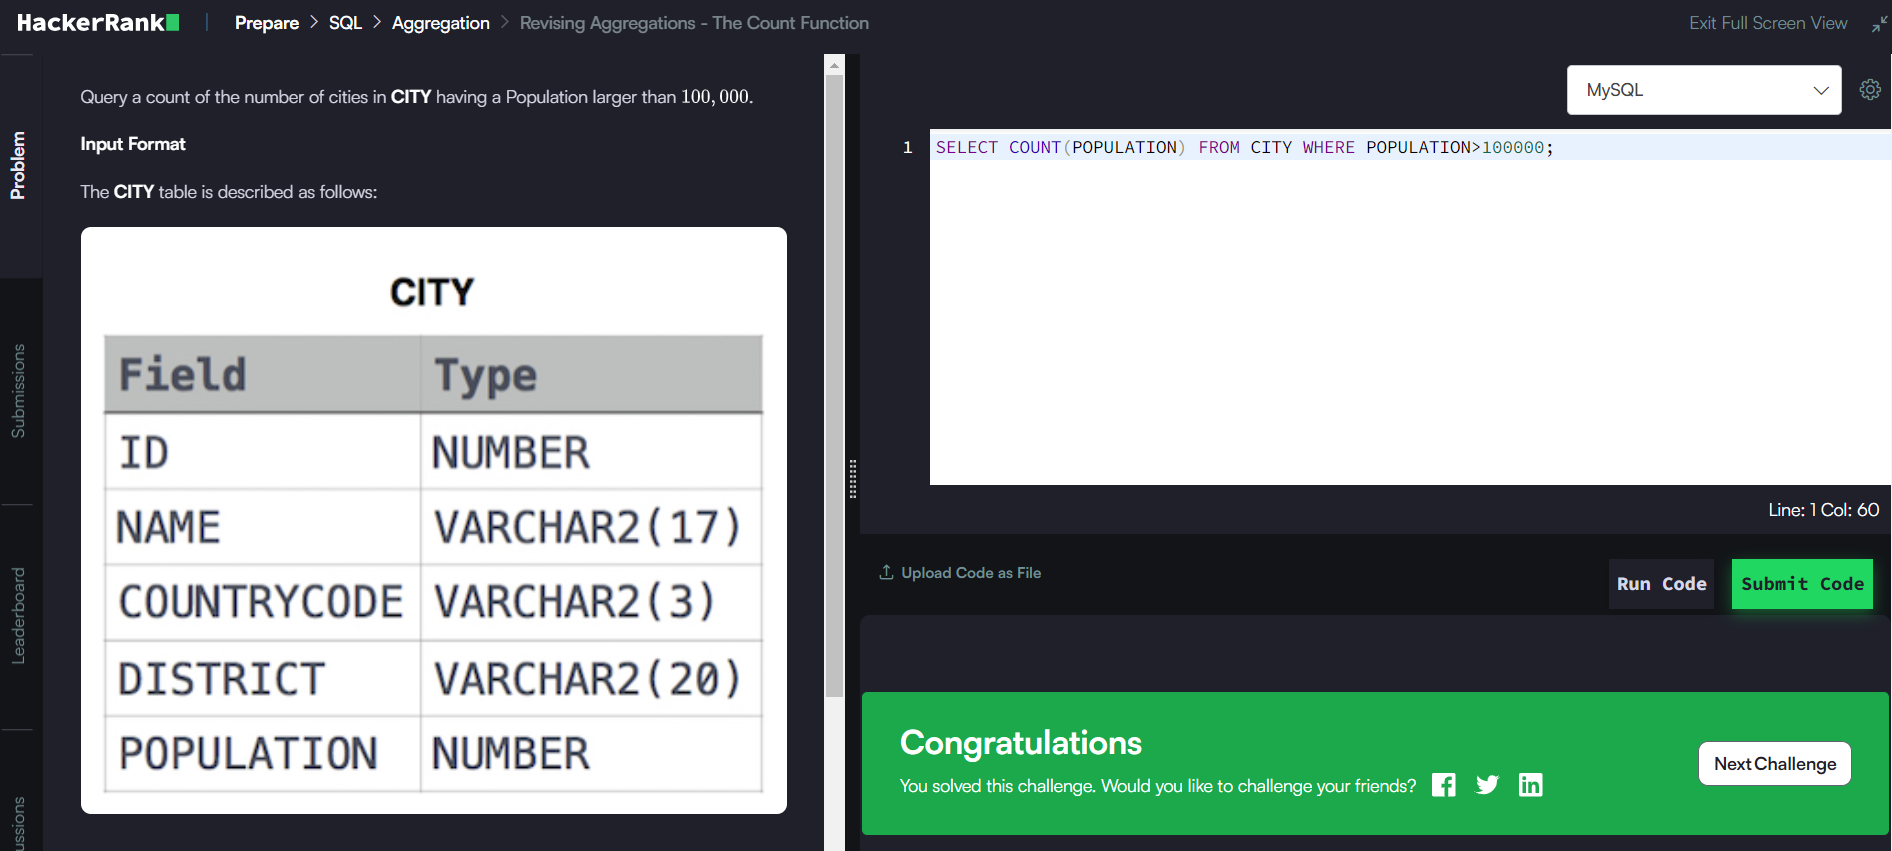 HackerRank
Prepare > SQL > Aggregation > Revising Aggregations - The Count Function
Exit Full Screen View
Problem
Submissions
Leaderboard
ussions
Query a count of the number of cities in CITY having a Population larger than 100,000.
Input Format
The CITY table is described as follows:
CITY
Field Type
ID NUMBER
NAME VARCHAR2(17)
COUNTRYCODE VARCHAR2(3)
DISTRICT VARCHAR2(20)
POPULATION NUMBER
MySQL
1 SELECT COUNT(POPULATION) FROM CITY WHERE POPULATION>100000;
Line: 1 Col: 60
Upload Code as File
Run Code
Submit Code
Congratulations
You solved this challenge. Would you like to challenge your friends?
Next Challenge